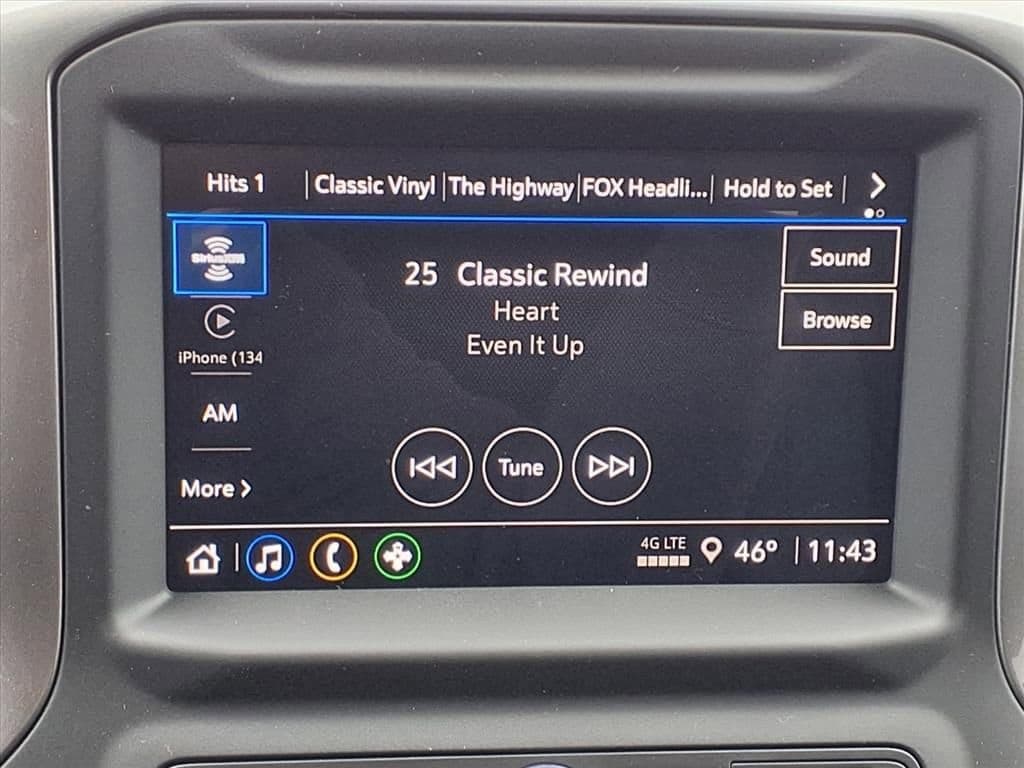 Hits 1 Classic Vinyl The Highway FOX Headli... Hold to Set
SiriusXM
25 Classic Rewind
Heart
Even It Up
Sound
Browse
iPhone (134
AM
More
Tune
4G LTE
46° 11:43